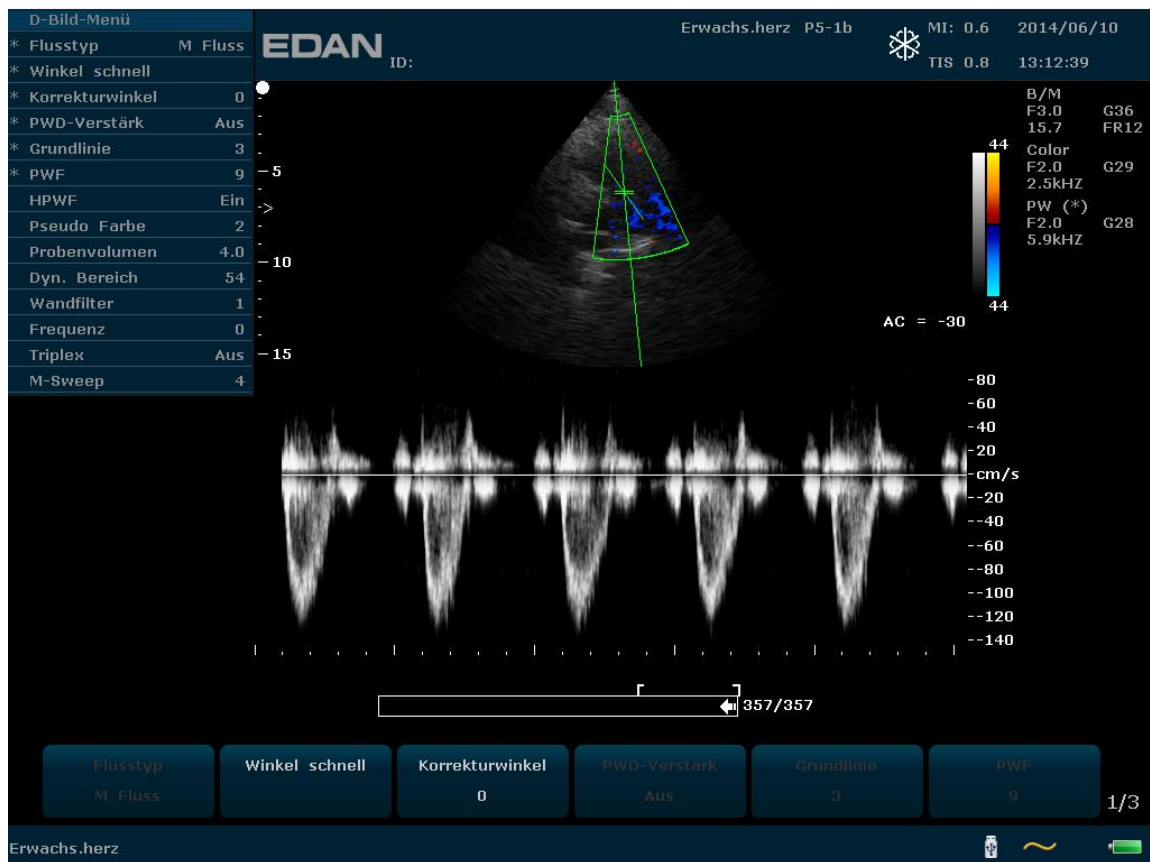 D-Bild-Menü
* Flusstyp M Fluss
* Winkel schnell
* Korrekturwinkel 0
* PWD-Verstärk Aus
* Grundlinie 3
* PWF 9
HPWF Ein
Pseudo Farbe 2
Probenvolumen 4.0
Dyn. Bereich 54
Wandfilter 1
Frequenz 0
Triplex Aus
M-Sweep 4
EDAN ID:
Erwachs.herz P5-1b
MI: 0.6 2014/06/10
TIS 0.8 13:12:39
B/M
F3.0 G36
15.7 FR12
Color
F2.0 G29
2.5kHZ
PW (*)
F2.0 G28
5.9kHZ
44
44
AC = -30
-5
->
-10
-15
-80
-60
-40
-20
-cm/s
--20
--40
--60
--80
--100
--120
--140
357/357
Flusstyp
M Fluss
Winkel schnell
Korrekturwinkel
0
PWD-Verstärk
Aus
Grundlinie
3
PWF
9
1/3
Erwachs.herz